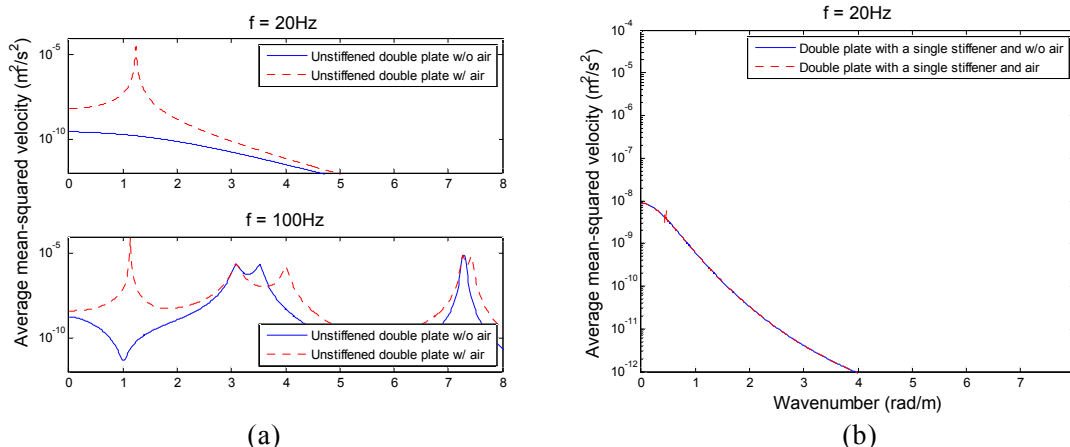 f = 20Hz
Average mean-squared velocity (m²/s²)
10⁻⁵
10⁻¹⁰
Unstiffened double plate w/o air
Unstiffened double plate w/ air
0 1 2 3 4 5 6 7 8
f = 100Hz
10⁻⁵
10⁻¹⁰
Unstiffened double plate w/o air
Unstiffened double plate w/ air
0 1 2 3 4 5 6 7 8
(a)
f = 20Hz
Average mean-squared velocity (m²/s²)
10⁻⁴
10⁻⁵
10⁻⁶
10⁻⁷
10⁻⁸
10⁻⁹
10⁻¹⁰
10⁻¹¹
10⁻¹²
Double plate with a single stiffener and w/o air
Double plate with a single stiffener and air
0 1 2 3 4 5 6 7
Wavenumber (rad/m)
(b)